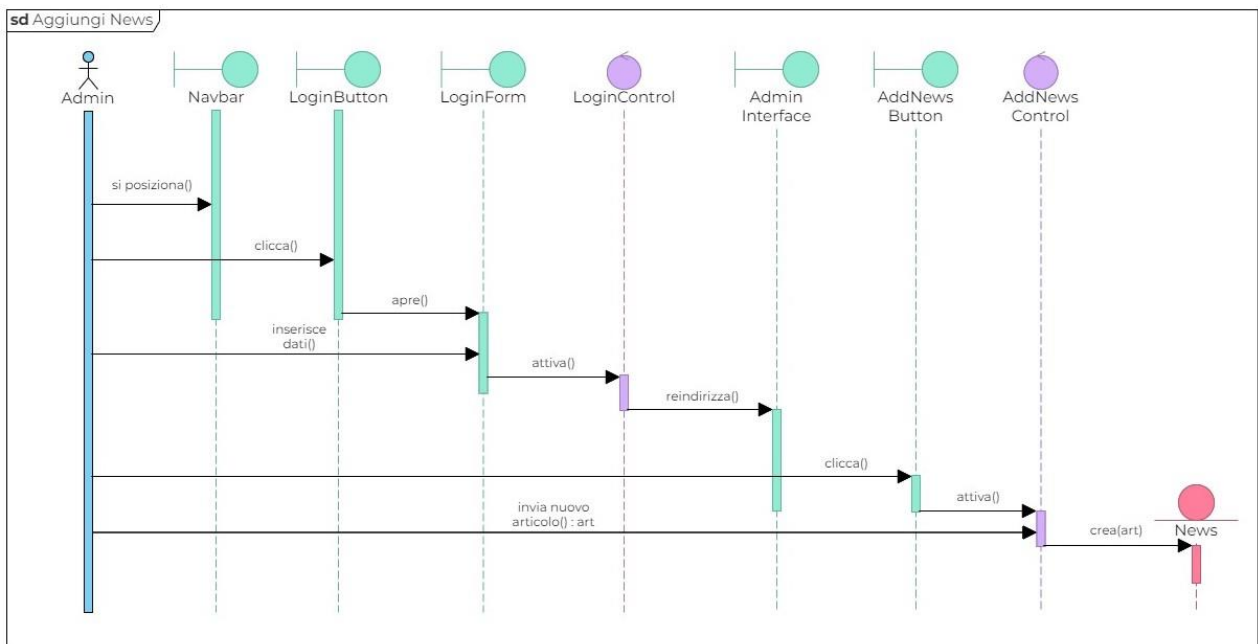 sd Aggiungi News
Admin
Navbar
LoginButton
LoginForm
LoginControl
Admin
Interface
AddNews
Button
AddNews
Control
si posiziona()
clicca()
apre()
inserisce
dati()
attiva()
reindirizza()
clicca()
attiva()
invia nuovo
articolo() : art
News
crea(art)